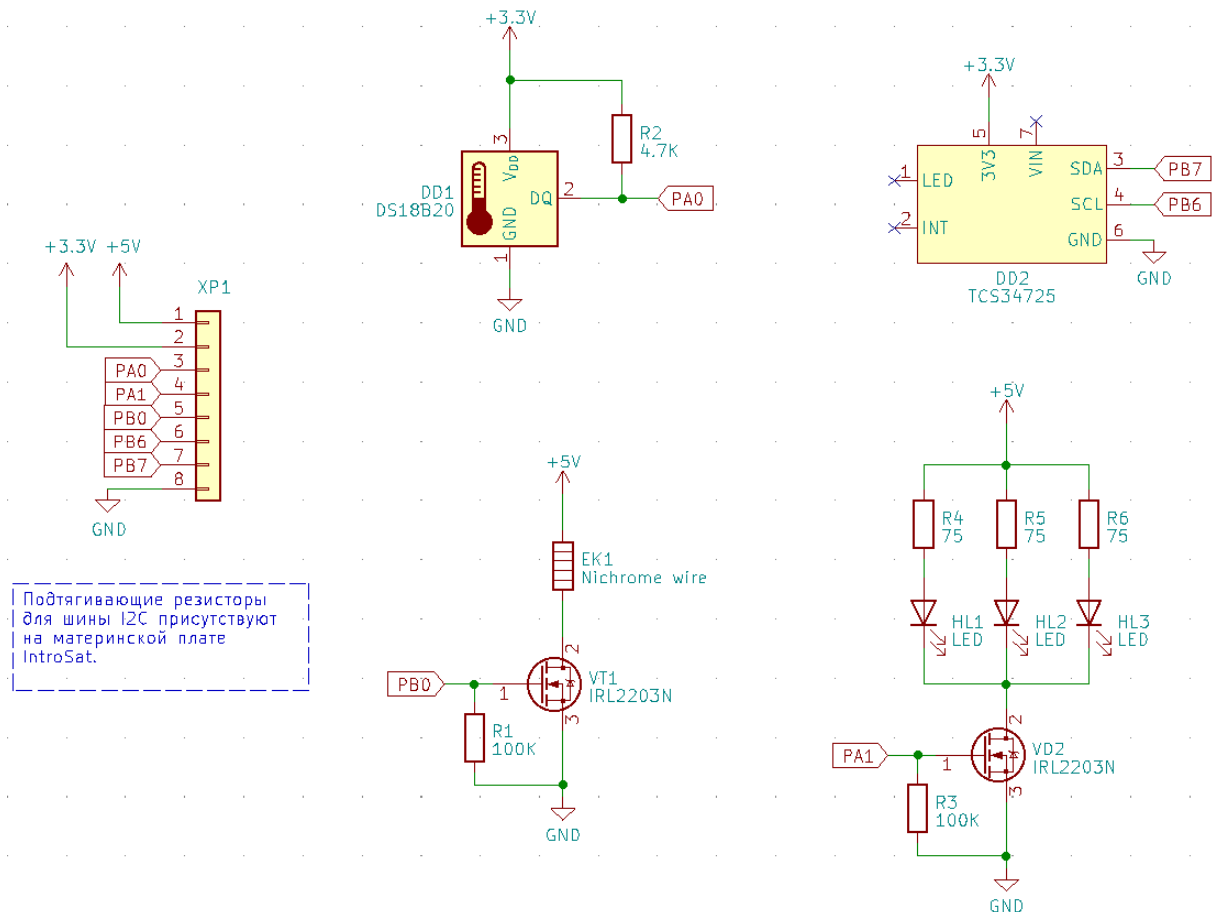 +3.3V
3
VDD
R2
4.7K
DD1
DS18B20
DQ
2
PA0
GND
1
GND
+3.3V
5
7
3V3
VIN
1
LED
2
INT
SDA
3
PB7
SCL
4
PB6
GND
6
GND
DD2
TCS34725
+3.3V
+5V
XP1
1
2
PA0
3
PA1
4
PB0
5
PB6
6
PB7
7
8
GND
Подтягивающие резисторы
для шины I2C присутствуют
на материнской плате
IntroSat.
+5V
EK1
Nichrome wire
2
PB0
1
VT1
IRL2203N
3
R1
100K
GND
+5V
R4
75
R5
75
R6
75
HL1
LED
HL2
LED
HL3
LED
2
PA1
1
VD2
IRL2203N
3
R3
100K
GND